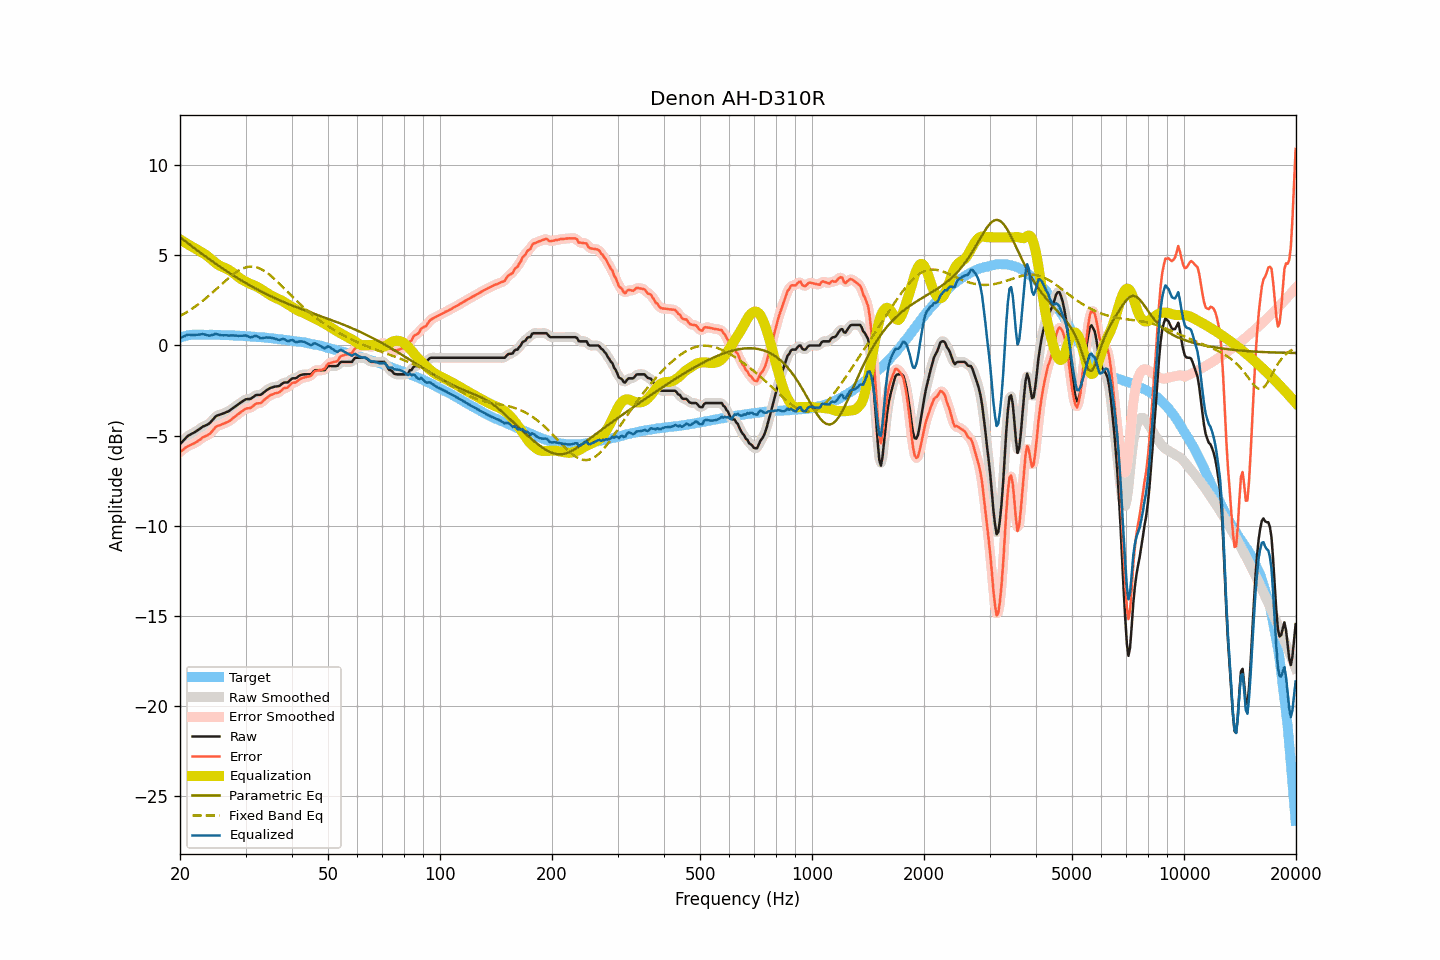 Denon AH-D310R
10
5
0
−5
−10
−15
−20
−25
Amplitude (dBr)
Target
Raw Smoothed
Error Smoothed
Raw
Error
Equalization
Parametric Eq
Fixed Band Eq
Equalized
20 50 100 200 500 1000 2000 5000 10000 20000
Frequency (Hz)